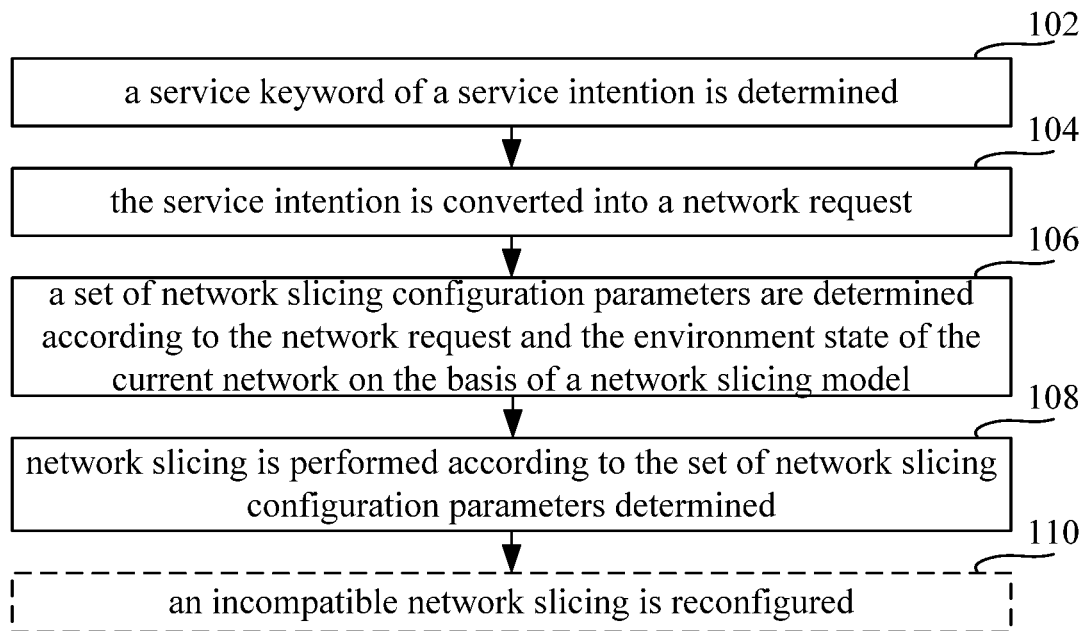 102
a service keyword of a service intention is determined
104
the service intention is converted into a network request
106
a set of network slicing configuration parameters are determined
according to the network request and the environment state of the
current network on the basis of a network slicing model
108
network slicing is performed according to the set of network slicing
configuration parameters determined
110
an incompatible network slicing is reconfigured